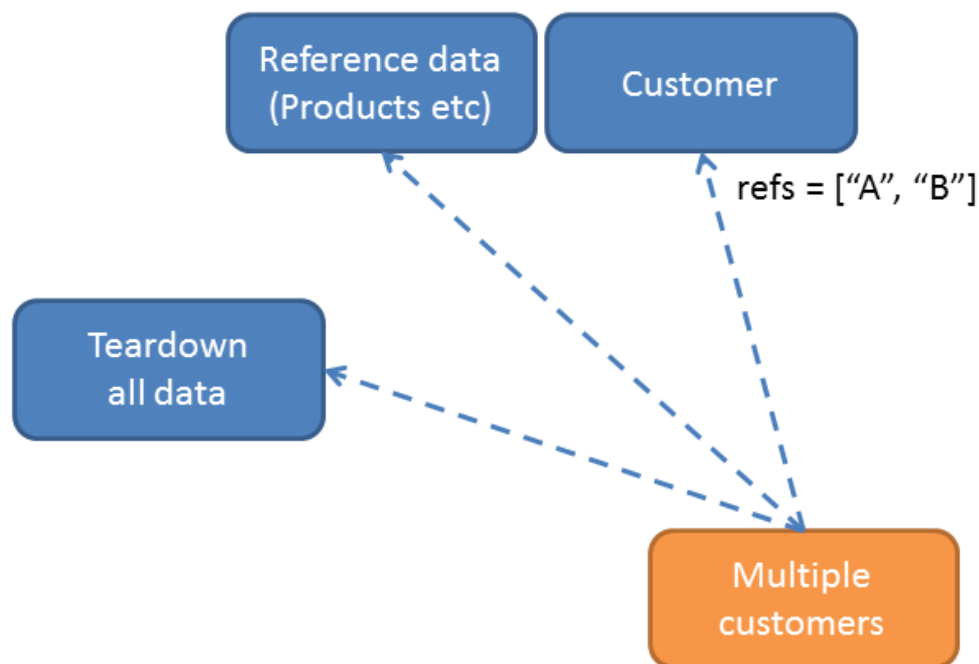 Reference data
(Products etc)
Customer
refs = [“A”, “B”]
Teardown
all data
Multiple
customers